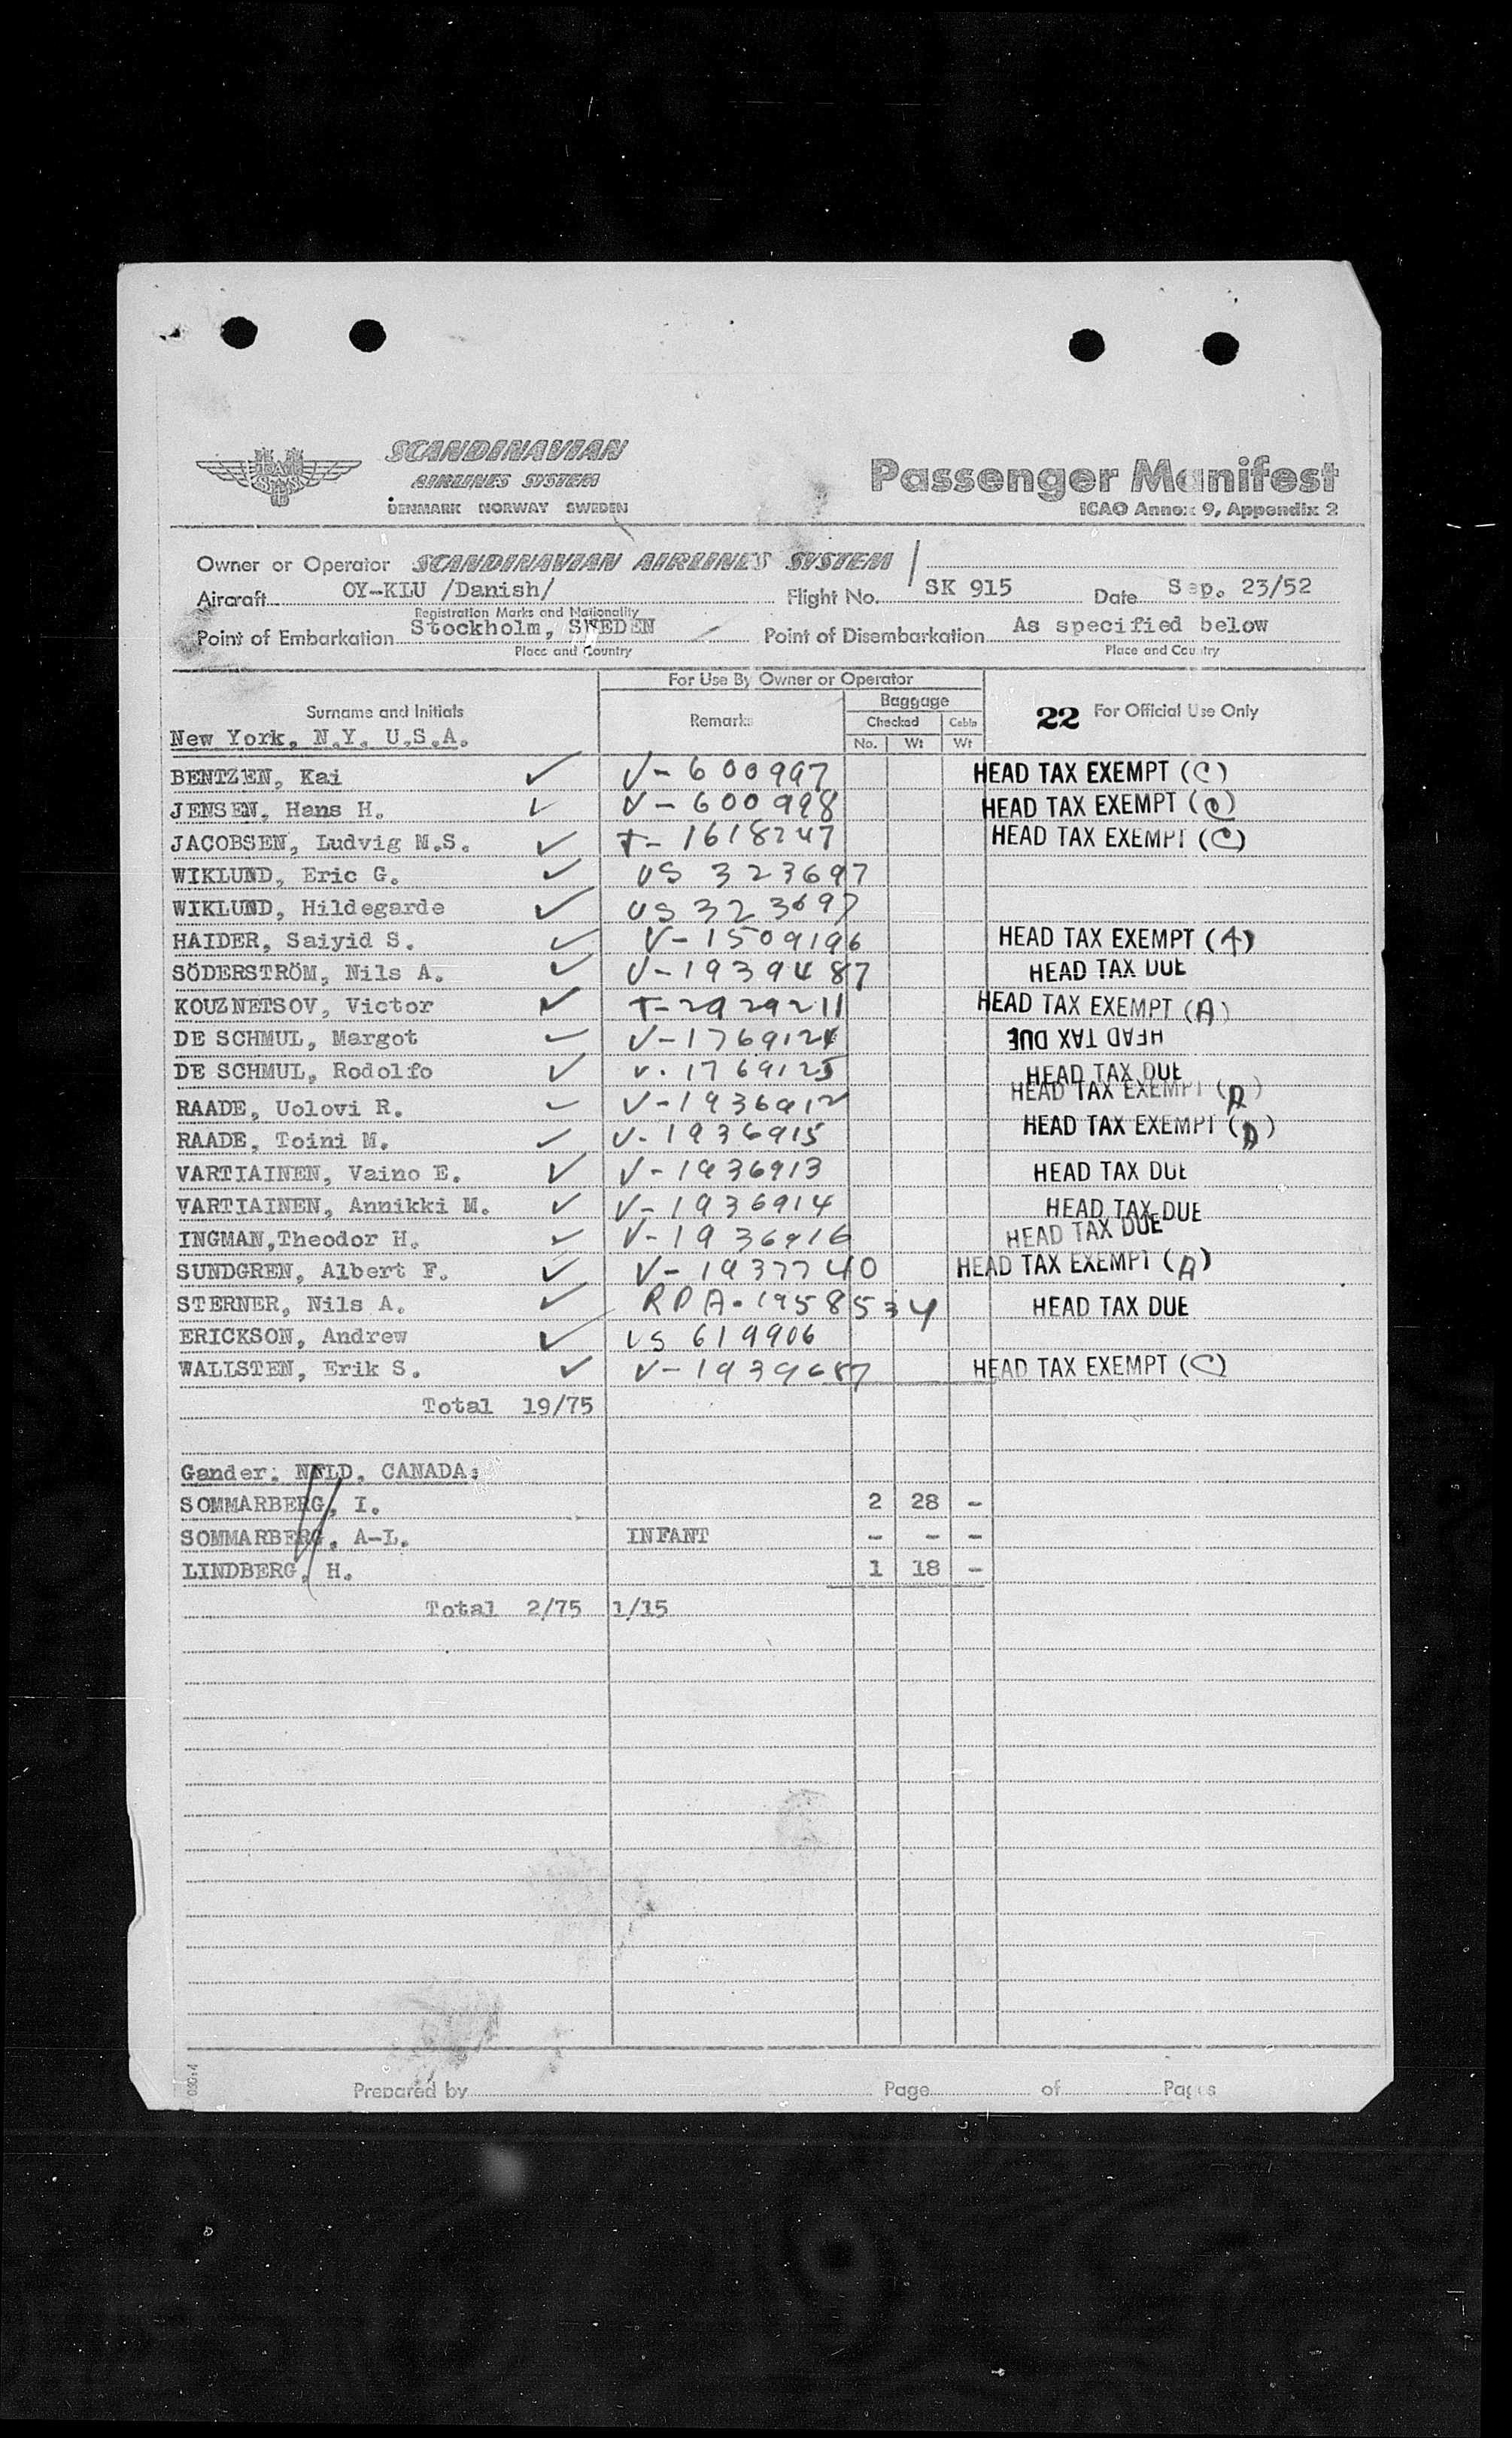 SCANDINAVIAN
AIRLINES SYSTEM
DENMARK NORWAY SWEDEN
Passenger Manifest
ICAO Annex 9, Appendix 2
Owner or Operator SCANDINAVIAN AIRLINES SYSTEM
Aircraft OY-KLU /Danish/ Flight No. SK 915 Date Sep. 23/52
Registration Marks and Nationality
Point of Embarkation Stockholm, SWEDEN Point of Disembarkation As specified below
Place and Country Place and Country
For Use By Owner or Operator
Surname and Initials Remarks Baggage 22 For Official Use Only
Checked Cabin
No. Wt Wt
New York, N.Y. U.S.A.
BENTZEN, Kai ✓ V-600997 HEAD TAX EXEMPT (C)
JENSEN, Hans H. ✓ V-600998 HEAD TAX EXEMPT (C)
JACOBSEN, Ludvig M.S. ✓ T-1618247 HEAD TAX EXEMPT (C)
WIKLUND, Eric G. ✓ US 323697
WIKLUND, Hildegarde ✓ US 323697
HAIDER, Saiyid S. ✓ V-1509196 HEAD TAX EXEMPT (A)
SÖDERSTRÖM, Nils A. ✓ V-1939487 HEAD TAX DUE
KOUZNETSOV, Victor ✓ T-2929211 HEAD TAX EXEMPT (A)
DE SCHMUL, Margot ✓ V-1769124 HEAD TAX DUE
DE SCHMUL, Rodolfo ✓ V-1769125 HEAD TAX DUE
RAADE, Uolovi R. ✓ V-1936912 HEAD TAX EXEMPT (A)
RAADE, Toini M. ✓ V-1936915 HEAD TAX EXEMPT (A)
VARTIAINEN, Vaino E. ✓ V-1936913 HEAD TAX DUE
VARTIAINEN, Annikki M. ✓ V-1936914 HEAD TAX DUE
INGMAN,Theodor H. ✓ V-1936916 HEAD TAX DUE
SUNDGREN, Albert F. ✓ V-1937740 HEAD TAX EXEMPT (A)
STERNER, Nils A. ✓ RPA-1958534 HEAD TAX DUE
ERICKSON, Andrew ✓ US 619906
WALLSTEN, Erik S. ✓ V-1939687 HEAD TAX EXEMPT (C)
Total 19/75
Gander, NFLD, CANADA:
SOMMARBERG, I. 2 28 -
SOMMARBERG, A-L. INFANT - - -
LINDBERG, H. 1 18 -
Total 2/75 1/15
Prepared by Page of Pages